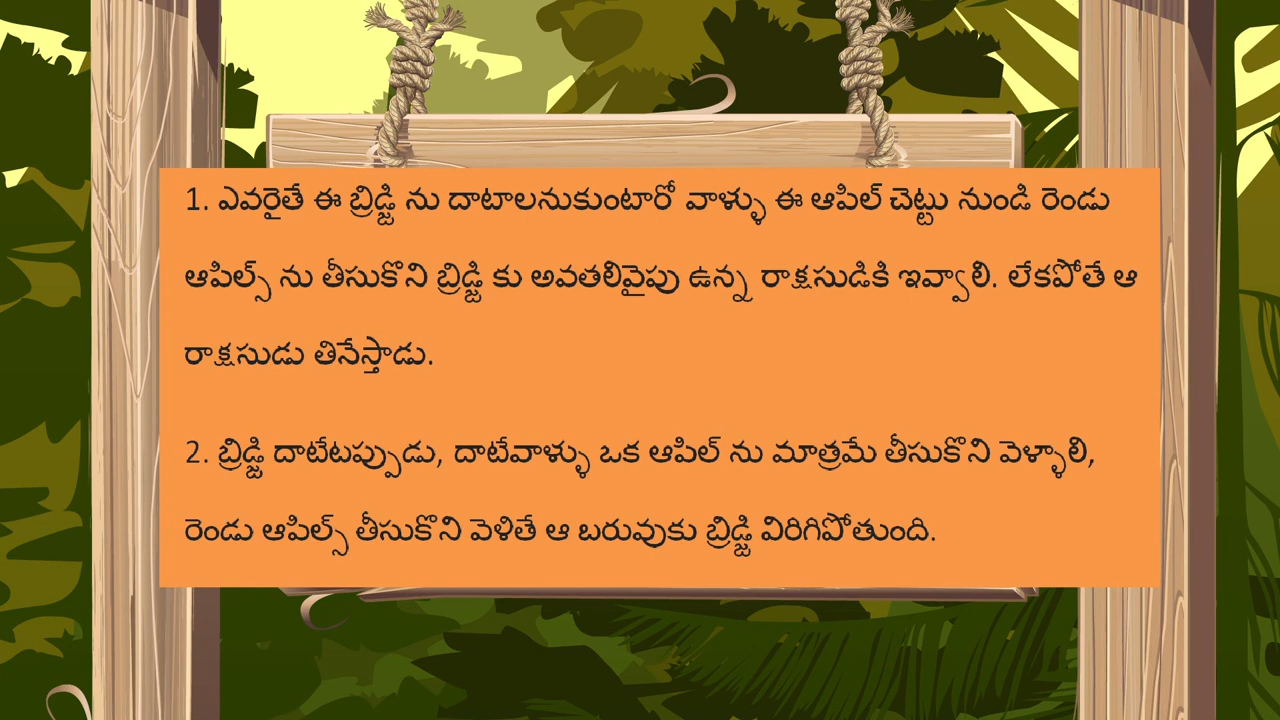 1. ఎవరైతే ఈ బ్రిడ్జి ను దాటాలనుకుంటారో వాళ్ళు ఈ ఆపిల్ చెట్టు నుండి రెండు
ఆపిల్స్ ను తీసుకొని బ్రిడ్జి కు అవతలివైపు ఉన్న రాక్షసుడికి ఇవ్వాలి. లేకపోతే ఆ
రాక్షసుడు తినేస్తాడు.
2. బ్రిడ్జి దాటేటప్పుడు, దాటేవాళ్ళు ఒక ఆపిల్ ను మాత్రమే తీసుకొని వెళ్ళాలి,
రెండు ఆపిల్స్ తీసుకొని వెళితే ఆ బరువుకు బ్రిడ్జి విరిగిపోతుంది.